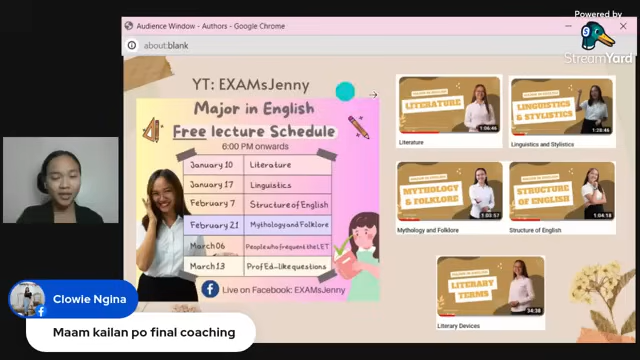 Powered by
StreamYard
Audience Window - Authors - Google Chrome
about:blank
YT: EXAMsJenny
Major in English
Free lecture Schedule
6:00 PM onwards
January 10 Literature
January 17 Linguistics
February 7 Structure of English
February 21 Mythology and Folklore
March 06 People who frequent the LET
March 13 Prof Ed-like questions
Live on Facebook: EXAMsJenny
LITERATURE
1:06:46
Literature
LINGUISTICS
& STYLISTICS
Linguistics and Stylistics
MYTHOLOGY
& FOLKLORE
1:03:57
Mythology and Folklore
STRUCTURE
OF ENGLISH
1:04:18
Structure of English
LITERARY
TERMS
34:38
Literary Devices
Clowie Ngina
Maam kailan po final coaching